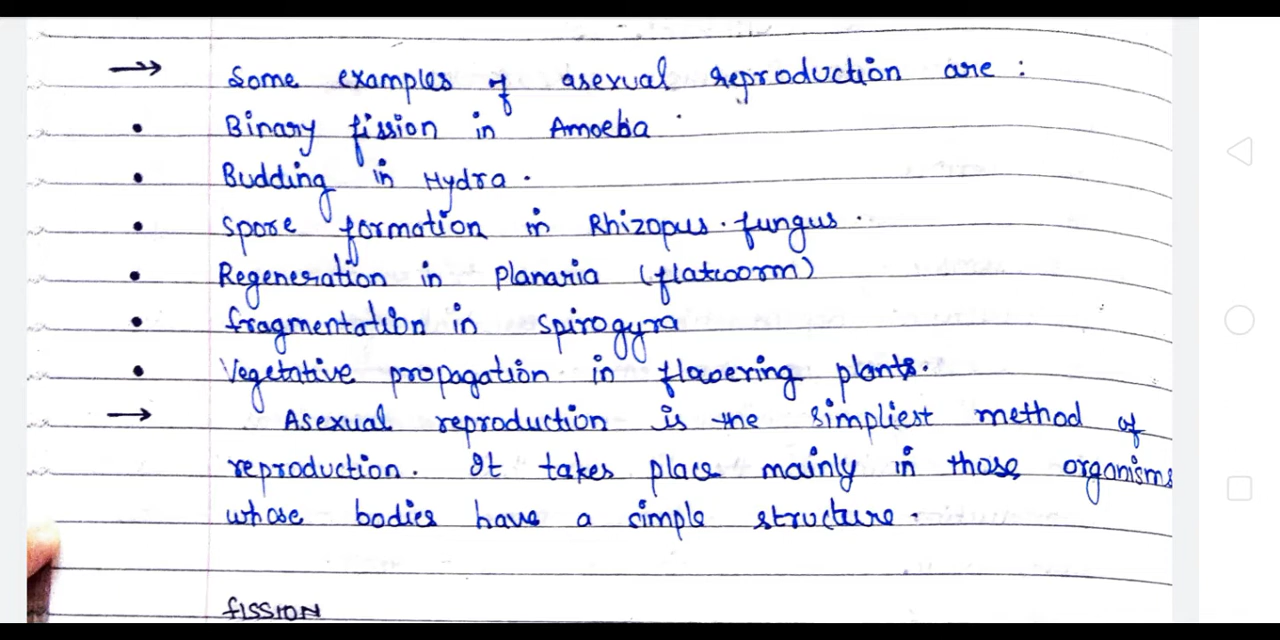 → Some examples of asexual reproduction are :
• Binary fission in Amoeba .
• Budding in Hydra .
• Spore formation in Rhizopus . fungus .
• Regeneration in Planaria (flatworm)
• fragmentation in Spirogyra
• Vegetative propagation in flowering plants .
→ Asexual reproduction is the simpliest method of
reproduction . It takes place mainly in those organisms
whose bodies have a simple structure .
fISSION